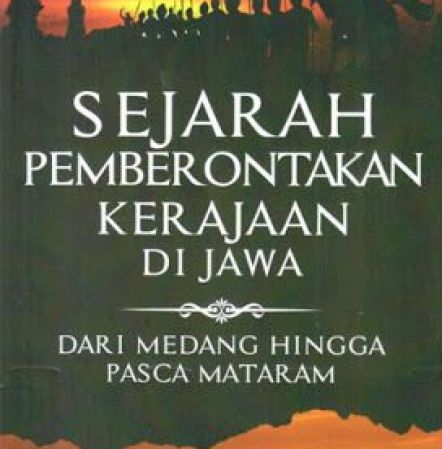 SEJARAH
PEMBERONTAKAN
KERAJAAN
DI JAWA
DARI MEDANG HINGGA
PASCA MATARAM